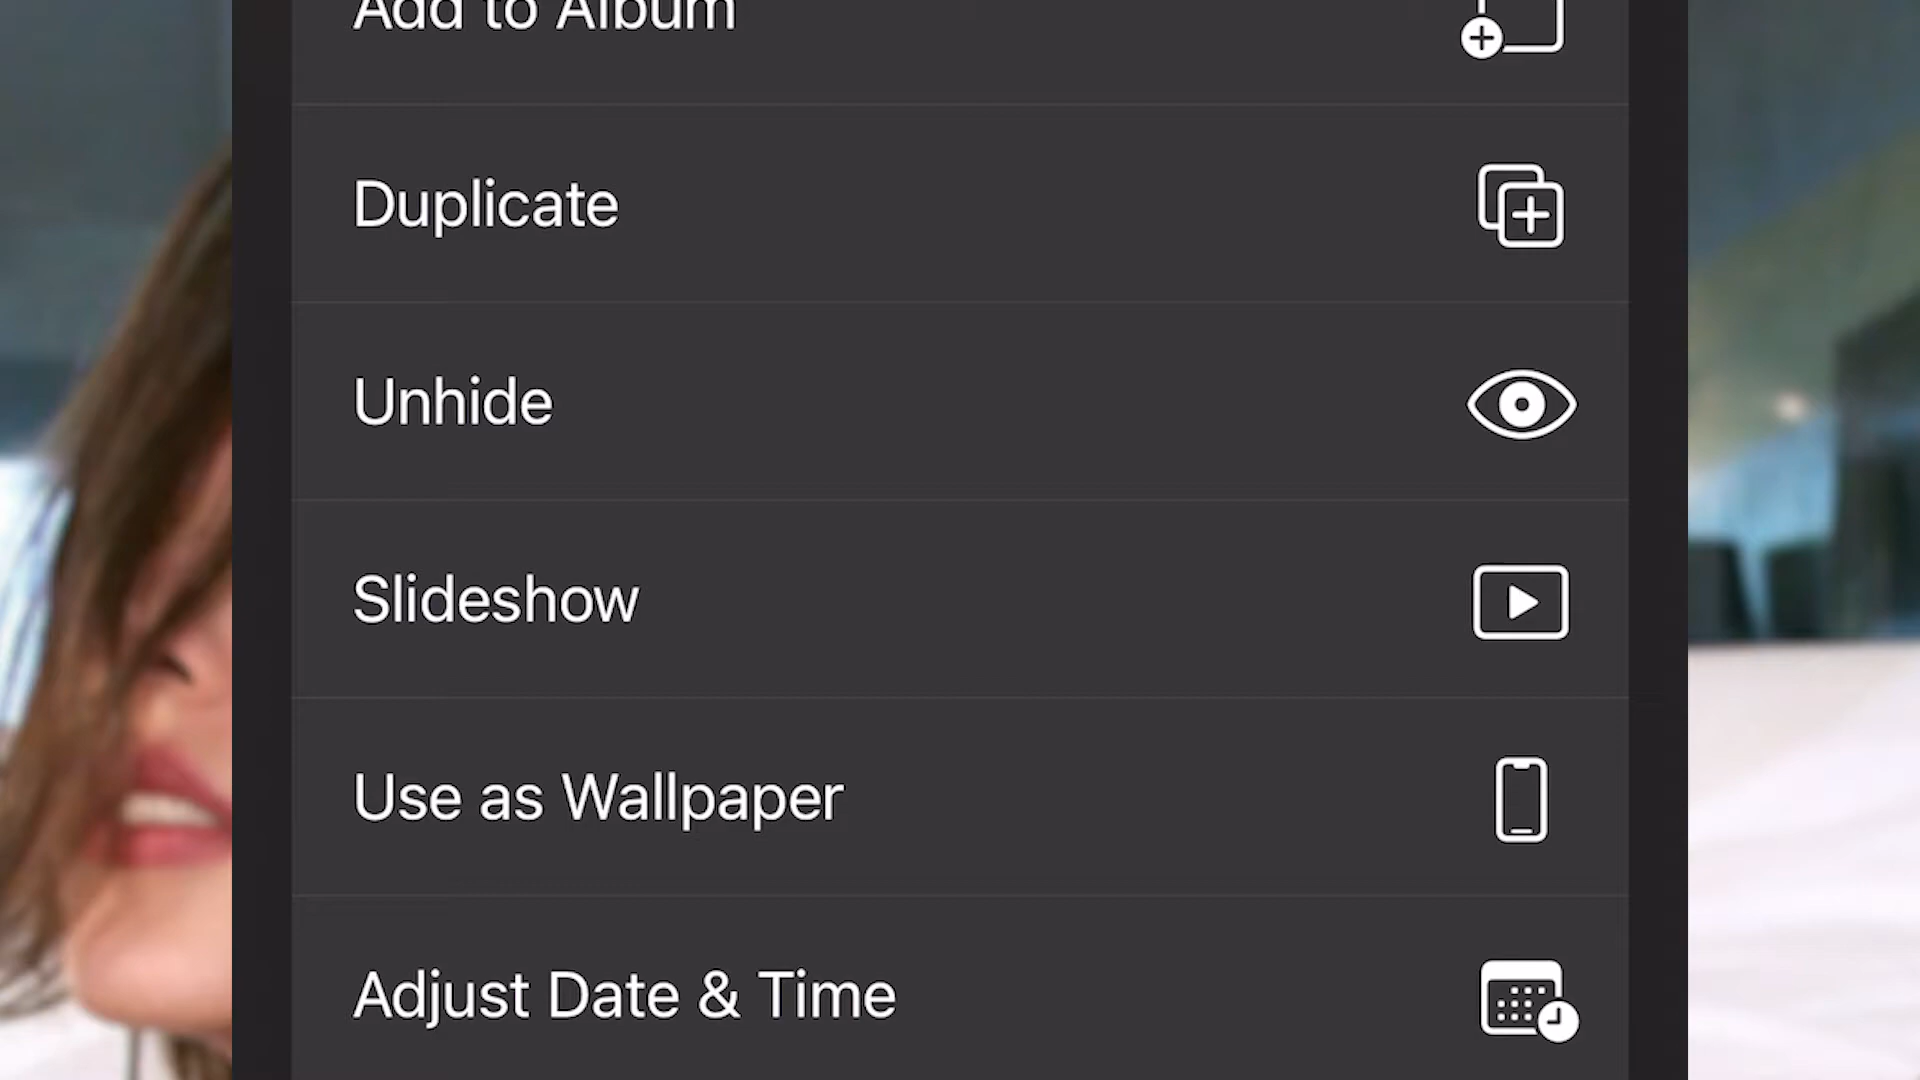 Add to Album
Duplicate
Unhide
Slideshow
Use as Wallpaper
Adjust Date & Time